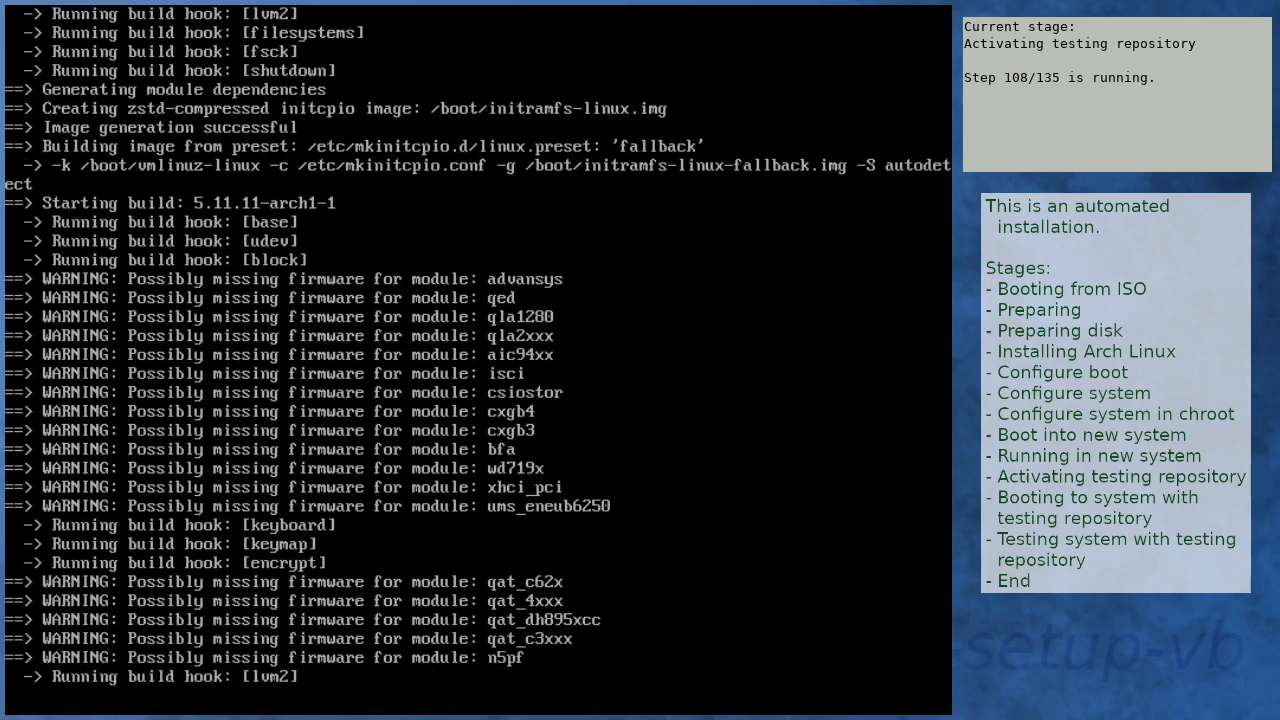 -> Running build hook: [lvm2]
  -> Running build hook: [filesystems]
  -> Running build hook: [fsck]
  -> Running build hook: [shutdown]
==> Generating module dependencies
==> Creating zstd-compressed initcpio image: /boot/initramfs-linux.img
==> Image generation successful
==> Building image from preset: /etc/mkinitcpio.d/linux.preset: 'fallback'
  -> -k /boot/vmlinuz-linux -c /etc/mkinitcpio.conf -g /boot/initramfs-linux-fallback.img -S autodet
ect
==> Starting build: 5.11.11-arch1-1
  -> Running build hook: [base]
  -> Running build hook: [udev]
  -> Running build hook: [block]
==> WARNING: Possibly missing firmware for module: advansys
==> WARNING: Possibly missing firmware for module: qed
==> WARNING: Possibly missing firmware for module: qla1280
==> WARNING: Possibly missing firmware for module: qla2xxx
==> WARNING: Possibly missing firmware for module: aic94xx
==> WARNING: Possibly missing firmware for module: isci
==> WARNING: Possibly missing firmware for module: csiostor
==> WARNING: Possibly missing firmware for module: cxgb4
==> WARNING: Possibly missing firmware for module: cxgb3
==> WARNING: Possibly missing firmware for module: bfa
==> WARNING: Possibly missing firmware for module: wd719x
==> WARNING: Possibly missing firmware for module: xhci_pci
==> WARNING: Possibly missing firmware for module: ums_eneub6250
  -> Running build hook: [keyboard]
  -> Running build hook: [keymap]
  -> Running build hook: [encrypt]
==> WARNING: Possibly missing firmware for module: qat_c62x
==> WARNING: Possibly missing firmware for module: qat_4xxx
==> WARNING: Possibly missing firmware for module: qat_dh895xcc
==> WARNING: Possibly missing firmware for module: qat_c3xxx
==> WARNING: Possibly missing firmware for module: n5pf
  -> Running build hook: [lvm2]
Current stage:
Activating testing repository
Step 108/135 is running.
This is an automated
installation.
Stages:
- Booting from ISO
- Preparing
- Preparing disk
- Installing Arch Linux
- Configure boot
- Configure system
- Configure system in chroot
- Boot into new system
- Running in new system
- Activating testing repository
- Booting to system with
testing repository
- Testing system with testing
repository
- End
setup-vb